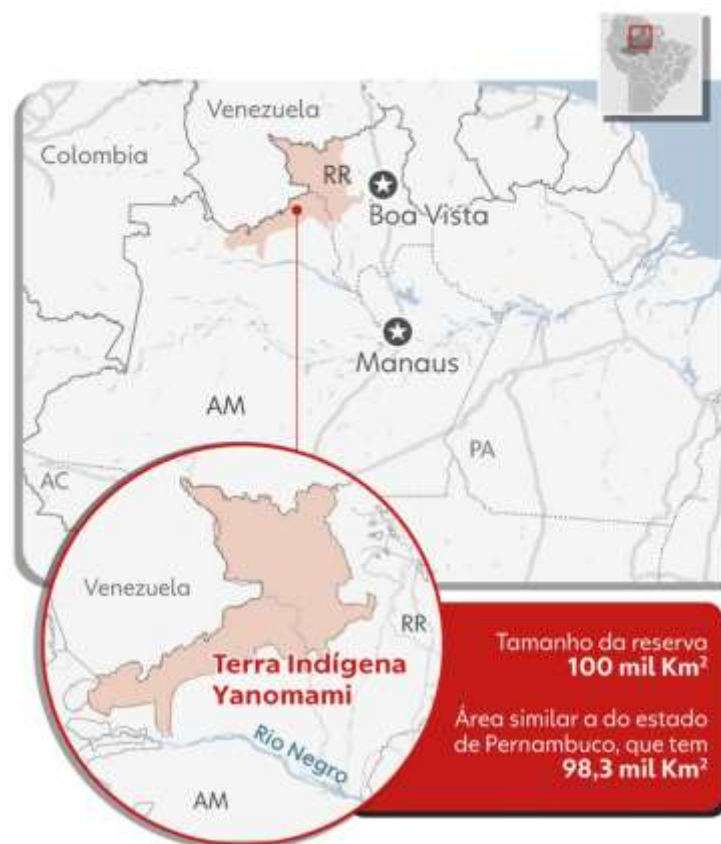 Venezuela
Colombia
RR
Boa Vista
Manaus
AM
PA
AC
Venezuela
RR
Terra Indígena
Yanomami
Rio Negro
AM
Tamanho da reserva
100 mil Km²
Área similar a do estado
de Pernambuco, que tem
98,3 mil Km²